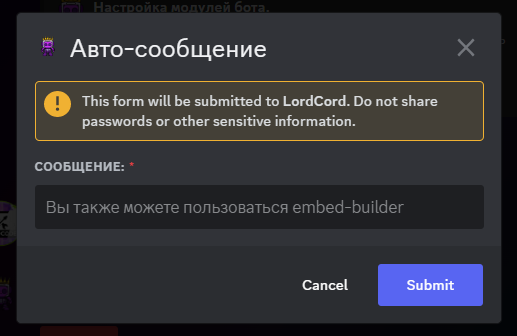 Настройка модулей бота.
Авто-сообщение
This form will be submitted to LordCord. Do not share
passwords or other sensitive information.
СООБЩЕНИЕ: *
Вы также можете пользоваться embed-builder
Cancel
Submit